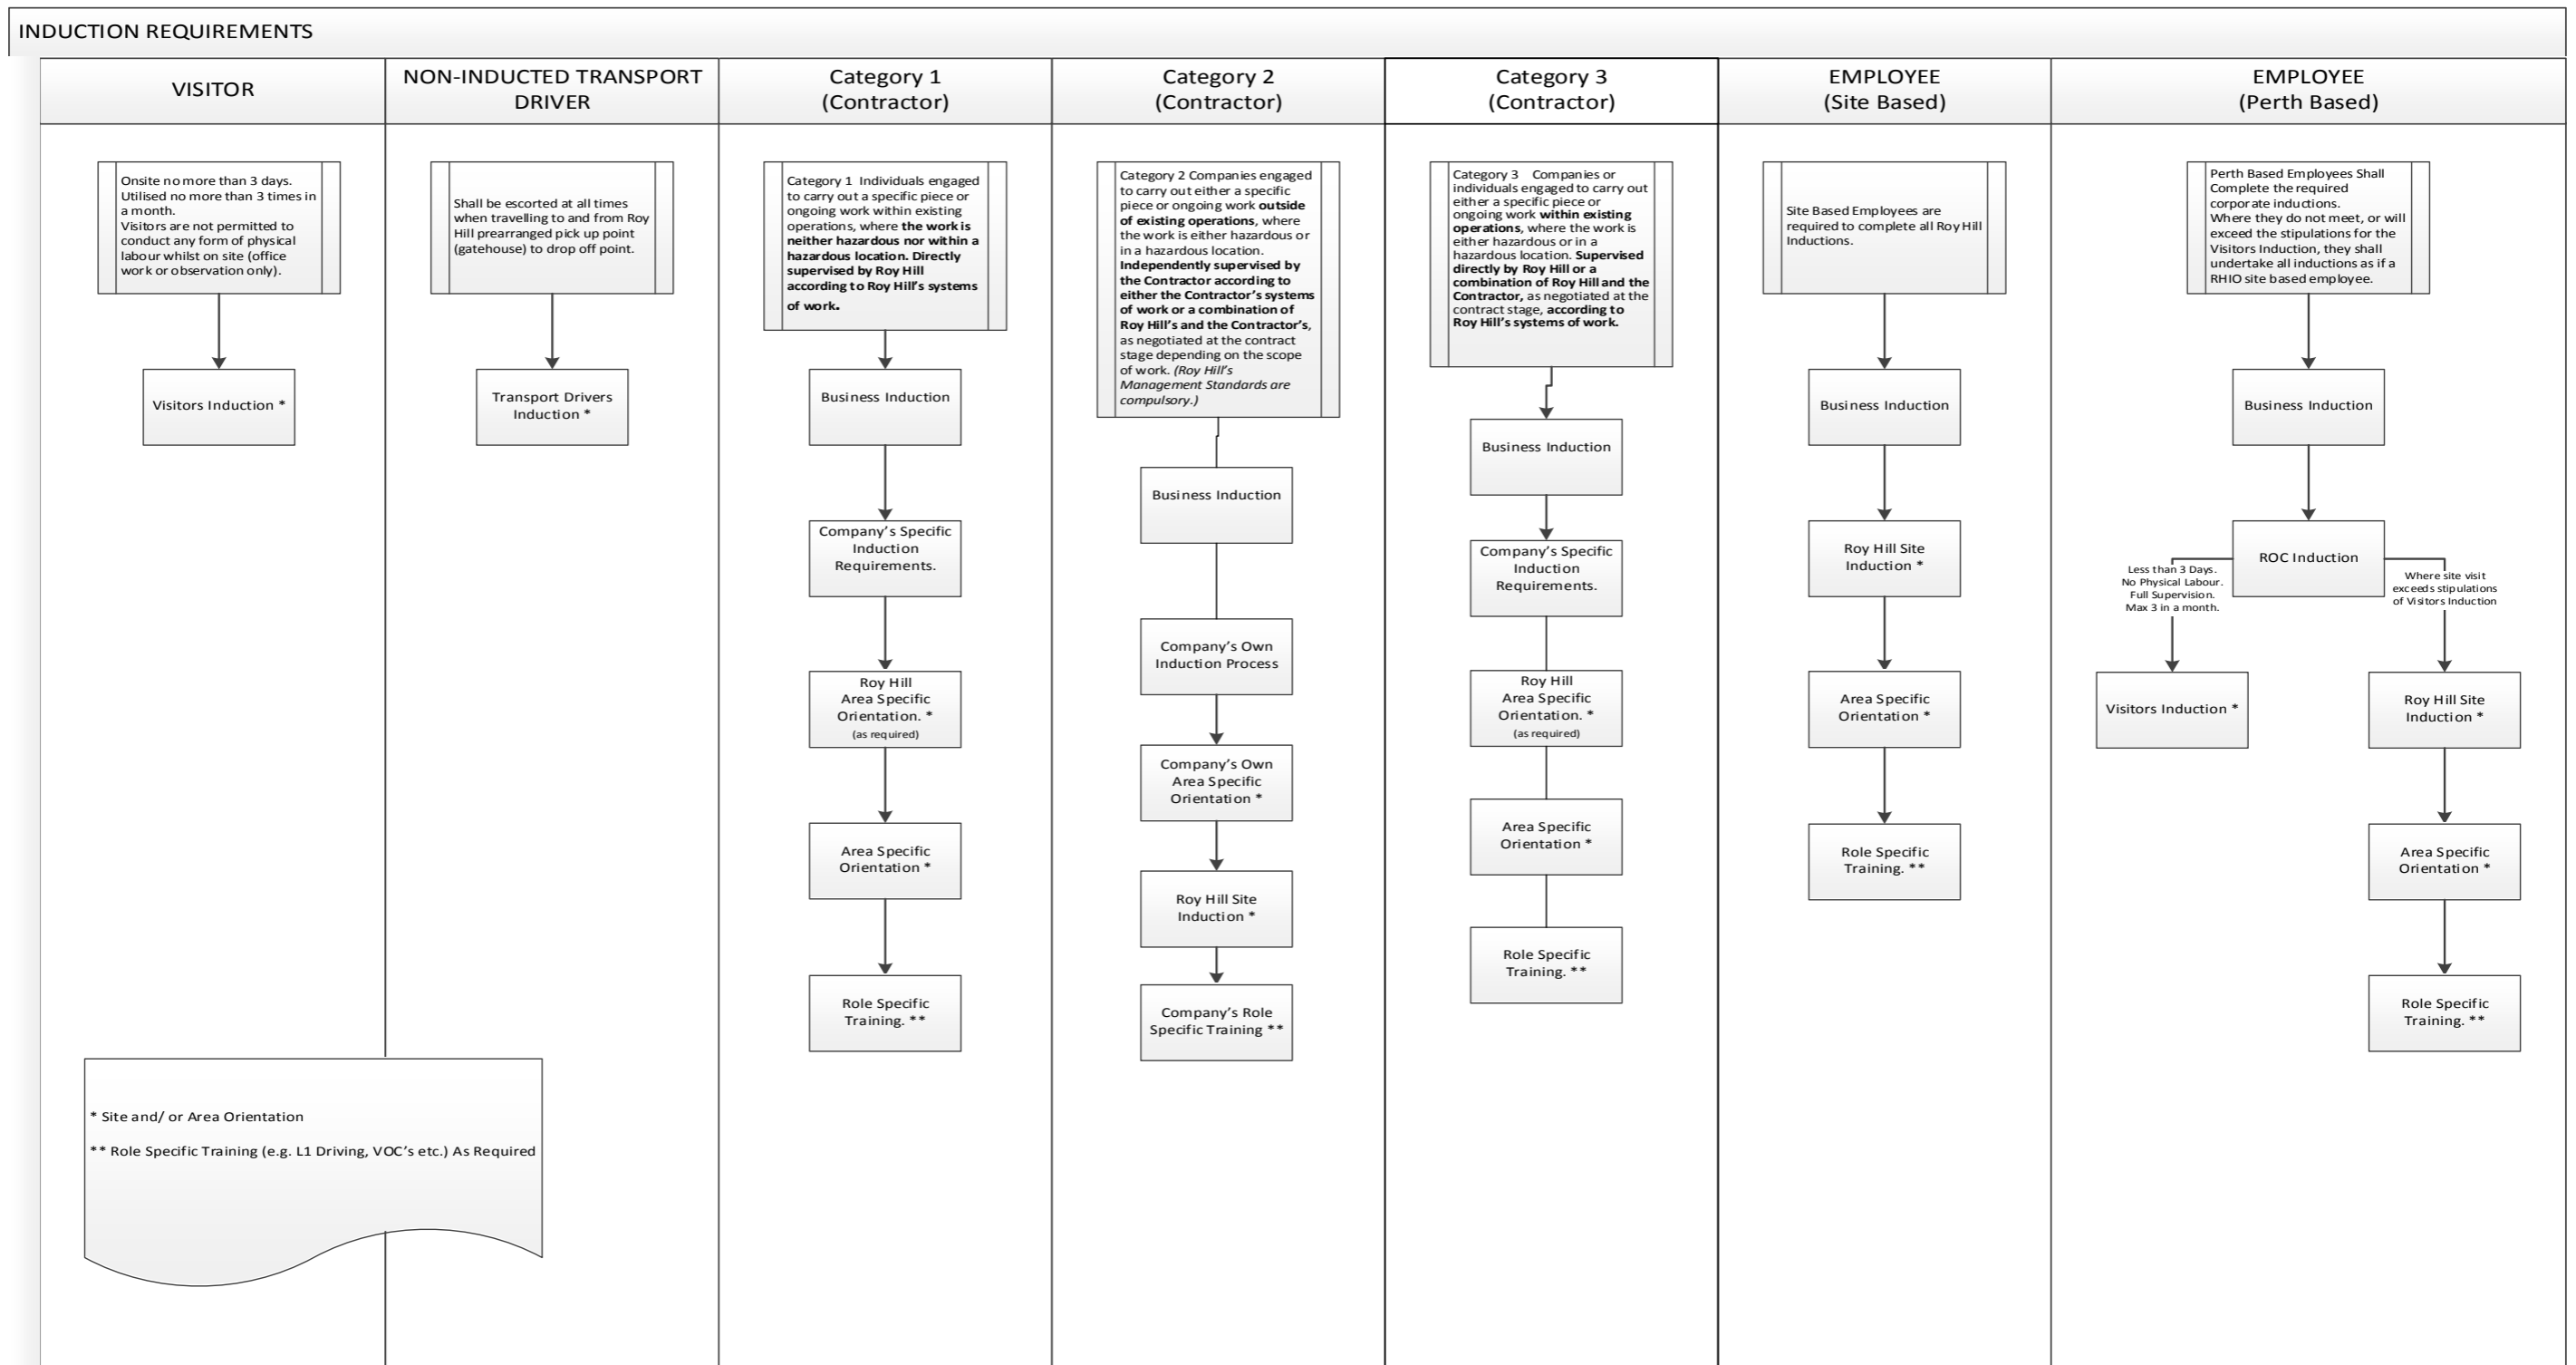 INDUCTION REQUIREMENTS
VISITOR
Onsite no more than 3 days.
Utilised no more than 3 times in
a month.
Visitors are not permitted to
conduct any form of physical
labour whilst on site (office
work or observation only).
Visitors Induction *
NON-INDUCTED TRANSPORT
DRIVER
Shall be escorted at all times
when travelling to and from Roy
Hill prearranged pick up point
(gatehouse) to drop off point.
Transport Drivers
Induction *
Category 1
(Contractor)
Category 1 Individuals engaged
to carry out a specific piece or
ongoing work within existing
operations, where the work is
neither hazardous nor within a
hazardous location. Directly
supervised by Roy Hill
according to Roy Hill's systems
of work.
Business Induction
Company's Specific
Induction
Requirements.
Roy Hill
Area Specific
Orientation. *
(as required)
Area Specific
Orientation *
Role Specific
Training. **
Category 2
(Contractor)
Category 2 Companies engaged
to carry out either a specific
piece or ongoing work outside
of existing operations, where
the work is either hazardous or
in a hazardous location.
Independently supervised by
the Contractor according to
either the Contractor's systems
of work or a combination of
Roy Hill's and the Contractor's,
as negotiated at the contract
stage depending on the scope
of work. (Roy Hill's
Management Standards are
compulsory.)
Business Induction
Company's Own
Induction Process
Company's Own
Area Specific
Orientation *
Roy Hill Site
Induction *
Company's Role
Specific Training **
Category 3
(Contractor)
Category 3 Companies or
individuals engaged to carry out
either a specific piece or
ongoing work within existing
operations, where the work is
either hazardous or in a
hazardous location. Supervised
directly by Roy Hill or a
combination of Roy Hill and the
Contractor, as negotiated at the
contract stage, according to
Roy Hill's systems of work.
Business Induction
Company's Specific
Induction
Requirements.
Roy Hill
Area Specific
Orientation. *
(as required)
Area Specific
Orientation *
Role Specific
Training. **
EMPLOYEE
(Site Based)
Site Based Employees are
required to complete all Roy Hill
Inductions.
Business Induction
Roy Hill Site
Induction *
Area Specific
Orientation *
Role Specific
Training. **
EMPLOYEE
(Perth Based)
Perth Based Employees Shall
Complete the required
corporate inductions.
Where they do not meet, or will
exceed the stipulations for the
Visitors Induction, they shall
undertake all inductions as if a
RHIO site based employee.
Business Induction
ROC Induction
Less than 3 Days.
No Physical Labour.
Full Supervision.
Max 3 in a month.
Visitors Induction *
Where site visit
exceeds stipulations
of Visitors Induction
Roy Hill Site
Induction *
Area Specific
Orientation *
Role Specific
Training. **
* Site and/ or Area Orientation
** Role Specific Training (e.g. L1 Driving, VOC's etc.) As Required